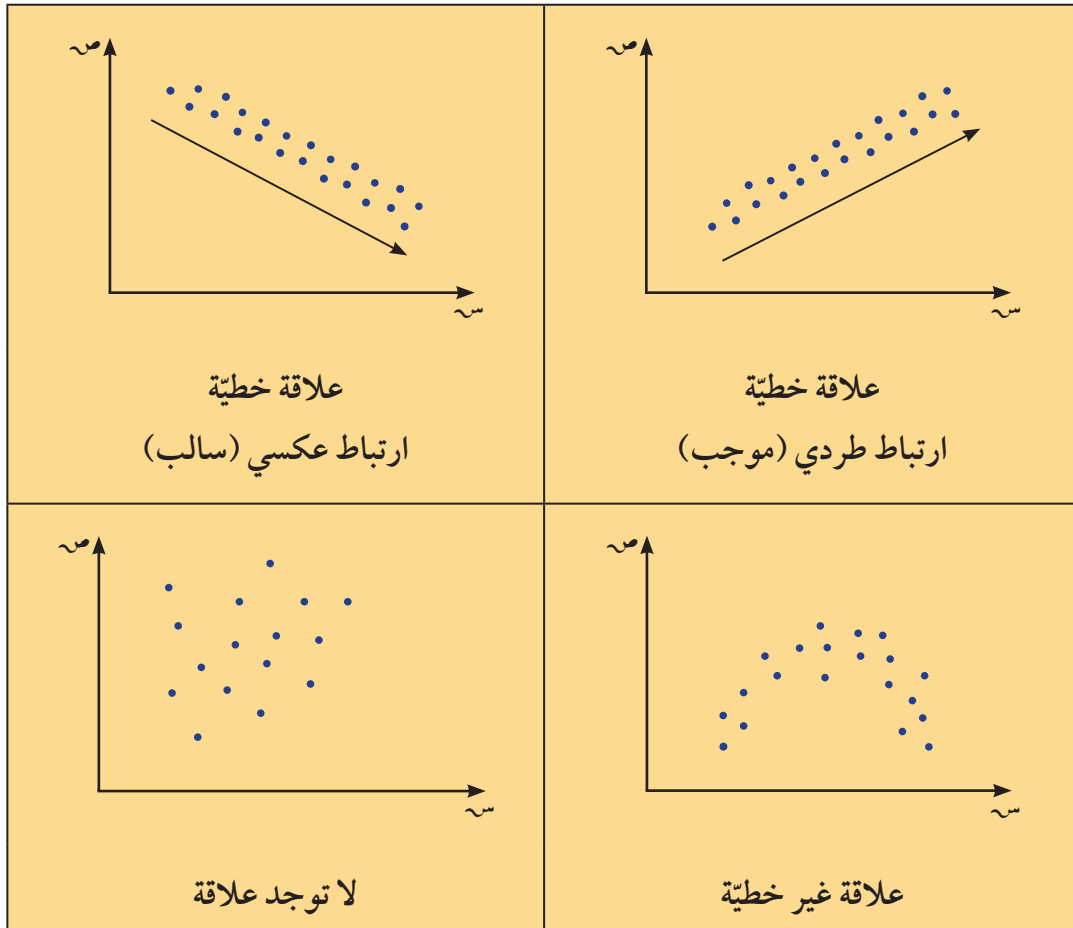 ص
س
علاقة خطيّة
ارتباط طردي (موجب)
ص
س
علاقة خطيّة
ارتباط عكسي (سالب)
ص
س
علاقة غير خطيّة
ص
س
لا توجد علاقة